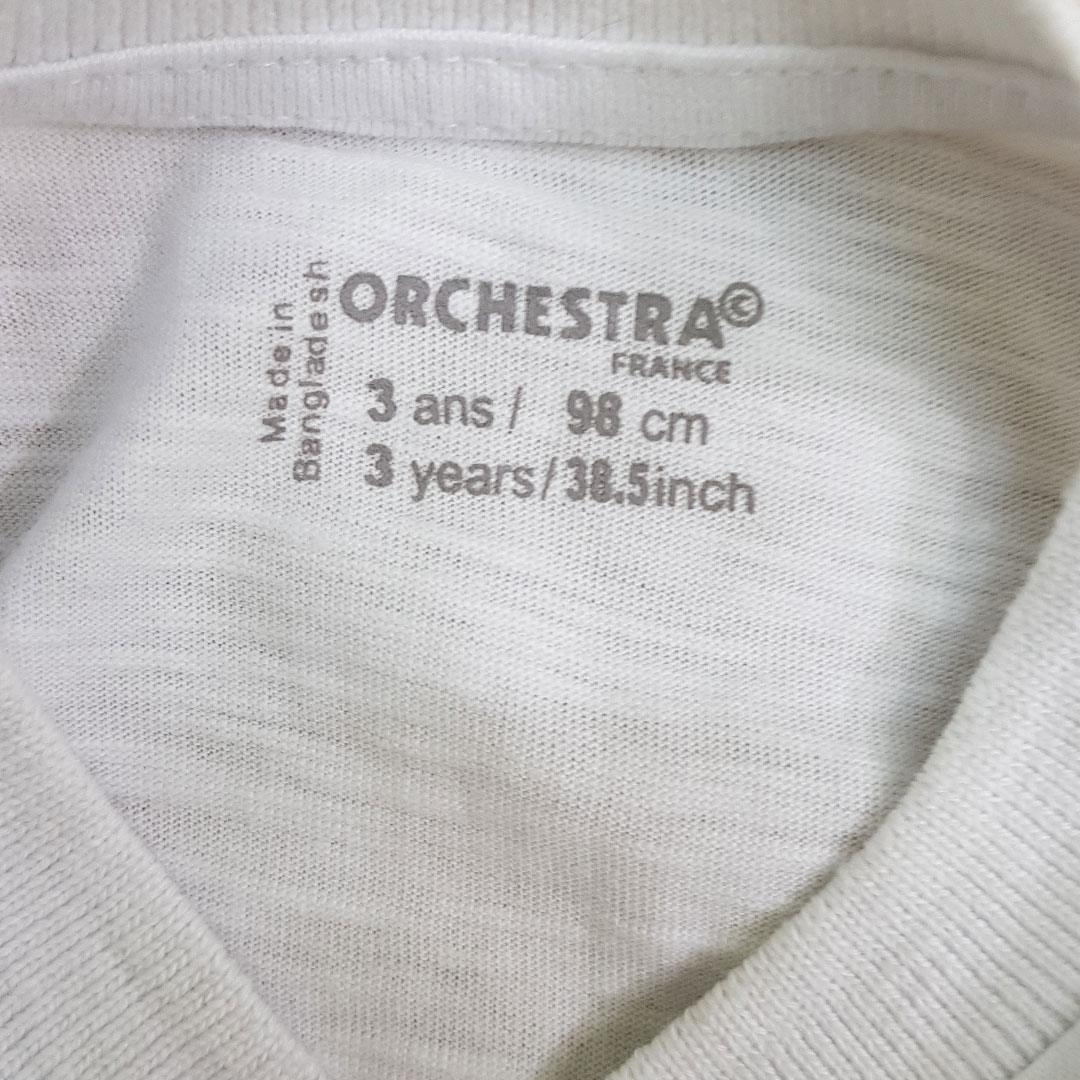 ORCHESTRA©
FRANCE
3 ans / 98 cm
3 years/38.5inch
Made in
Bangladesh